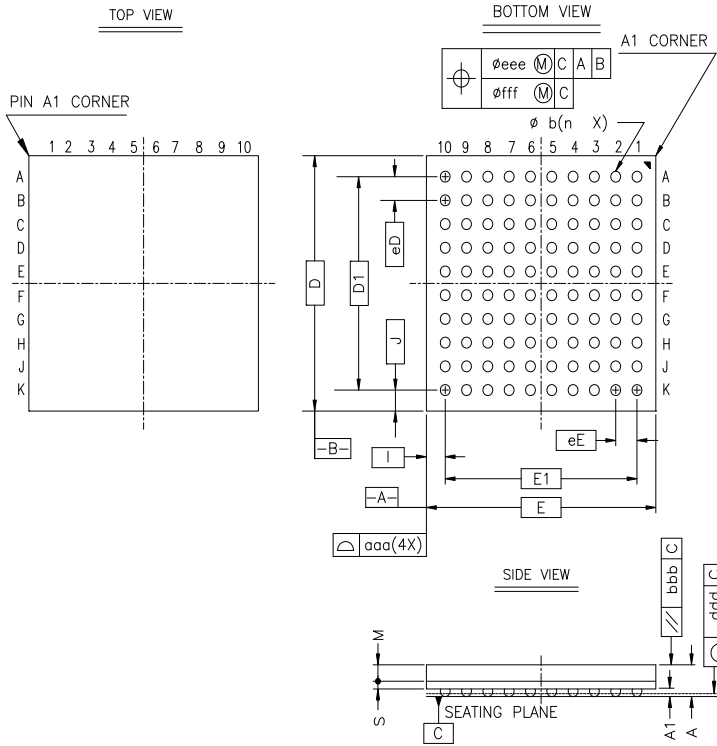 TOP VIEW
BOTTOM VIEW
A1 CORNER
øeee Ⓜ C A B
øfff Ⓜ C
ø b(n X)
PIN A1 CORNER
1 2 3 4 5 6 7 8 9 10
A
B
C
D
E
F
G
H
J
K
10 9 8 7 6 5 4 3 2 1
A
B
C
D
E
F
G
H
J
K
eD
D1
D
J
-B-
I
eE
E1
-A-
E
aaa(4X)
SIDE VIEW
// bbb C
ddd C
M
S
SEATING PLANE
C
A1
A